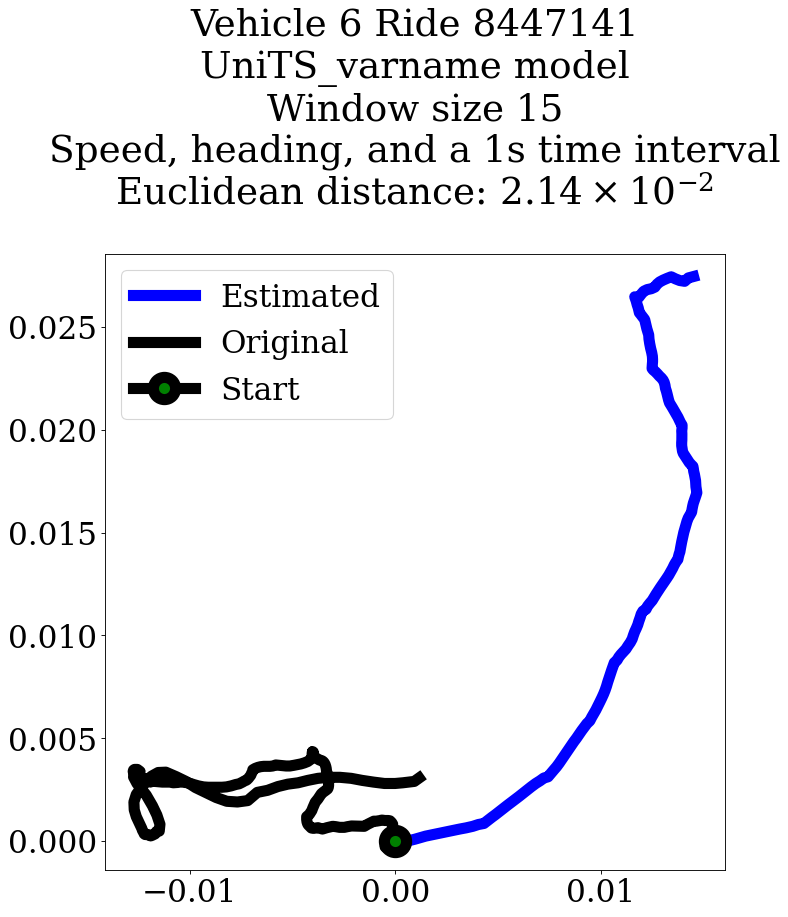 Vehicle 6 Ride 8447141
UniTS_varname model
Window size 15
Speed, heading, and a 1s time interval
Euclidean distance: 2.14 × 10⁻²
Estimated
Original
Start
0.025
0.020
0.015
0.010
0.005
0.000
−0.01 0.00 0.01